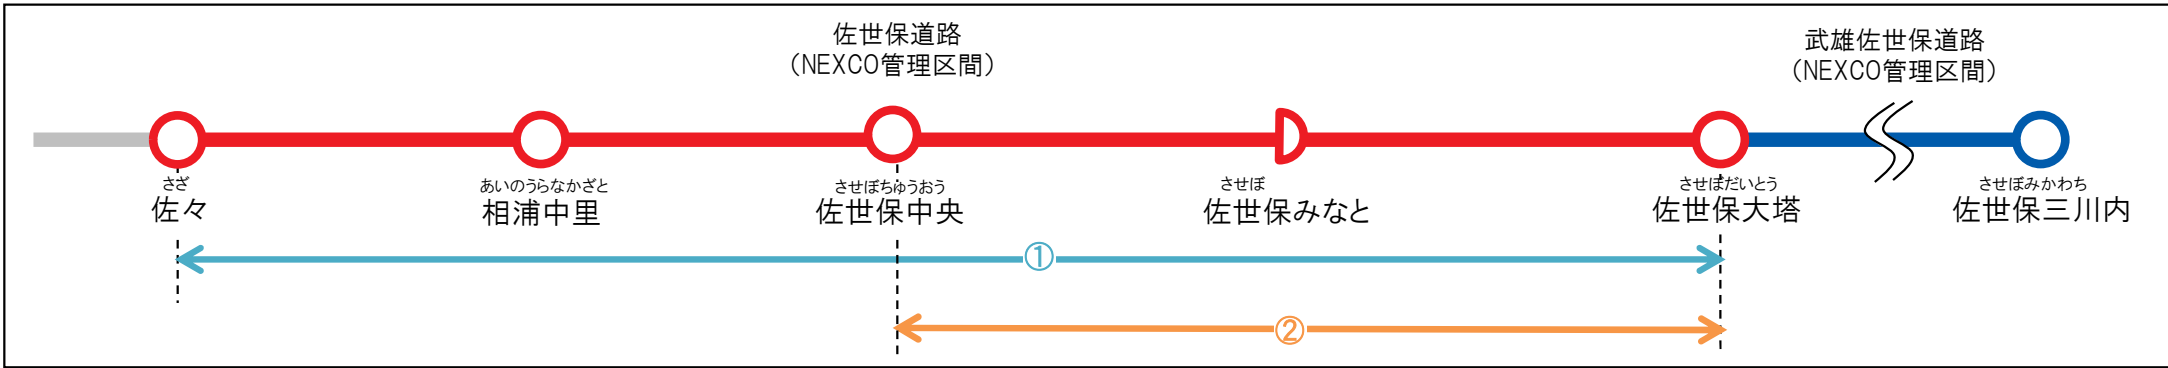 佐世保道路
（NEXCO管理区間）
武雄佐世保道路
（NEXCO管理区間）
さざ
佐々
あいのうらなかざと
相浦中里
させぼちゅうおう
佐世保中央
させぼ
佐世保みなと
させぼだいとう
佐世保大塔
させぼみかわち
佐世保三川内
①
②